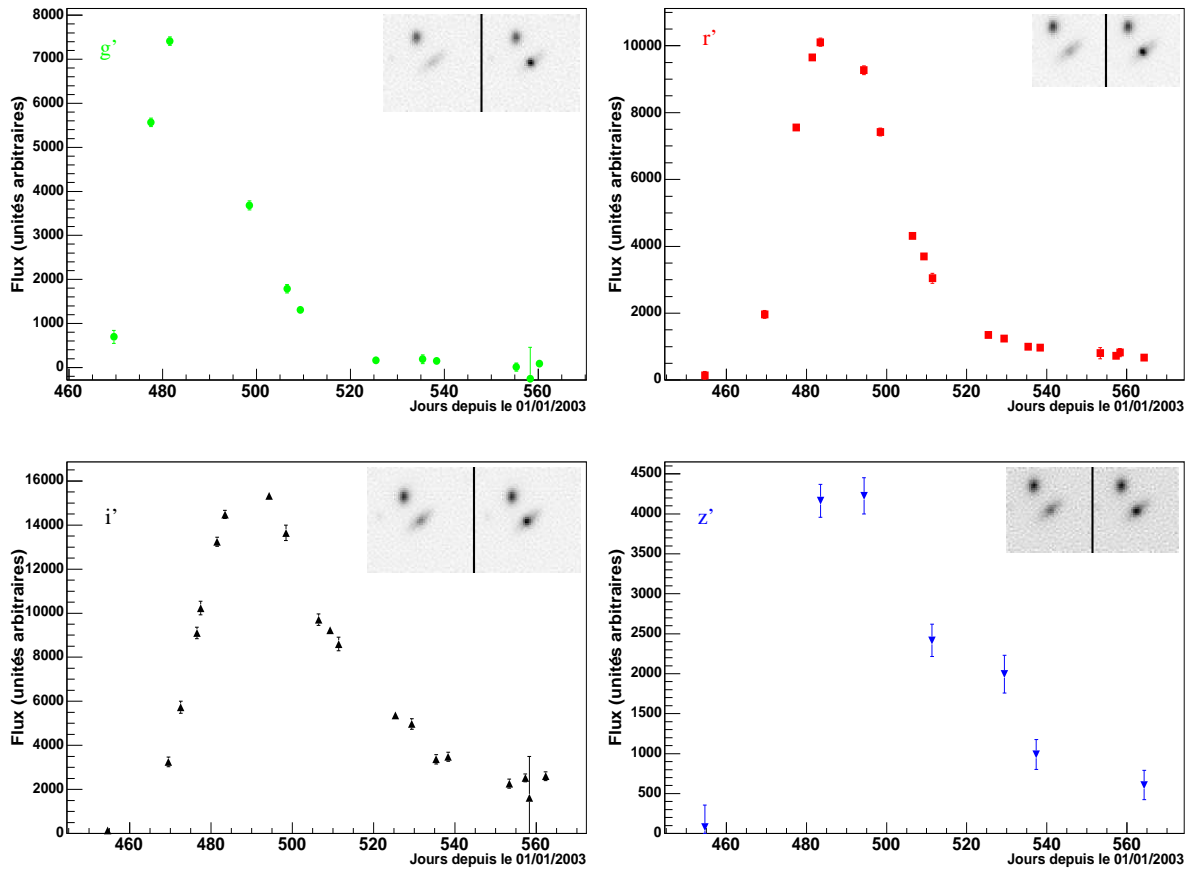 8000
7000
6000
5000
4000
3000
2000
1000
0
g’
Flux (unités arbitraires)
460 480 500 520 540 560
Jours depuis le 01/01/2003
10000
8000
6000
4000
2000
0
r’
Flux (unités arbitraires)
460 480 500 520 540 560
Jours depuis le 01/01/2003
16000
14000
12000
10000
8000
6000
4000
2000
0
i’
Flux (unités arbitraires)
460 480 500 520 540 560
Jours depuis le 01/01/2003
4500
4000
3500
3000
2500
2000
1500
1000
500
0
z’
Flux (unités arbitraires)
460 480 500 520 540 560
Jours depuis le 01/01/2003